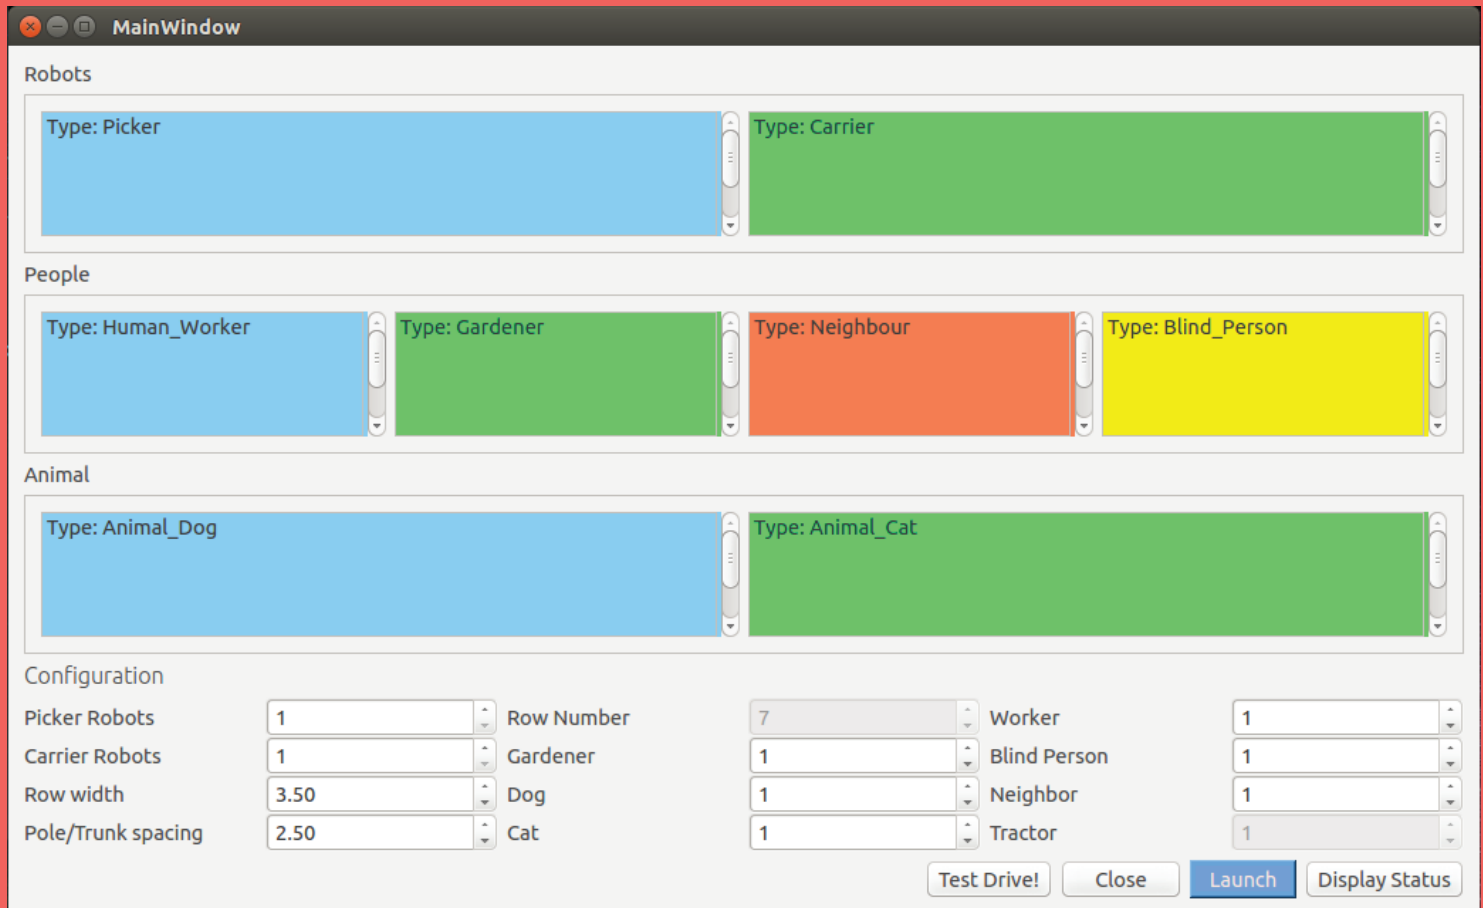 MainWindow
Robots
Type: Picker
Type: Carrier
People
Type: Human_Worker
Type: Gardener
Type: Neighbour
Type: Blind_Person
Animal
Type: Animal_Dog
Type: Animal_Cat
Configuration
Picker Robots 1 Row Number 7 Worker 1
Carrier Robots 1 Gardener 1 Blind Person 1
Row width 3.50 Dog 1 Neighbor 1
Pole/Trunk spacing 2.50 Cat 1 Tractor 1
Test Drive! Close Launch Display Status